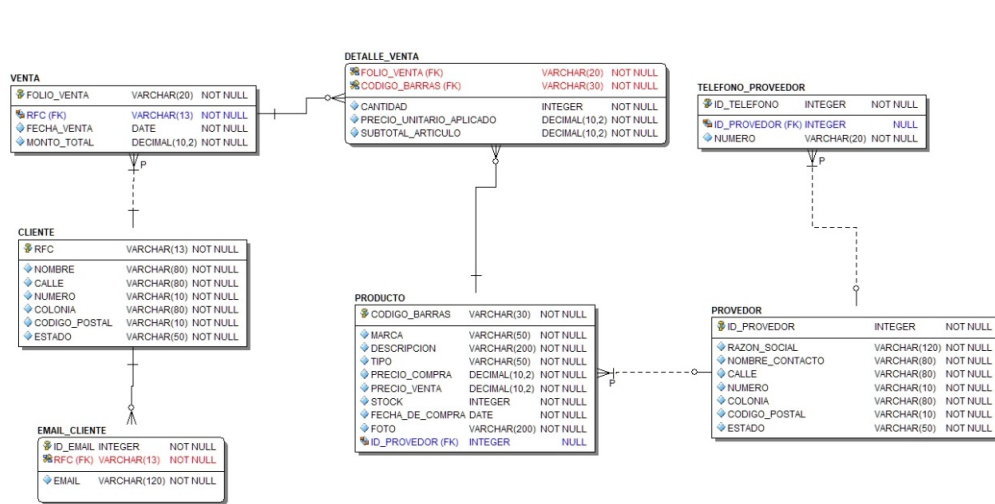 VENTA
FOLIO_VENTA VARCHAR(20) NOT NULL
RFC (FK) VARCHAR(13) NOT NULL
FECHA_VENTA DATE NOT NULL
MONTO_TOTAL DECIMAL(10,2) NOT NULL
P
DETALLE_VENTA
FOLIO_VENTA (FK) VARCHAR(20) NOT NULL
CODIGO_BARRAS (FK) VARCHAR(30) NOT NULL
CANTIDAD INTEGER NOT NULL
PRECIO_UNITARIO_APLICADO DECIMAL(10,2) NOT NULL
SUBTOTAL_ARTICULO DECIMAL(10,2) NOT NULL
TELEFONO_PROVEEDOR
ID_TELEFONO INTEGER NOT NULL
ID_PROVEDOR (FK) INTEGER NULL
NUMERO VARCHAR(20) NOT NULL
P
CLIENTE
RFC VARCHAR(13) NOT NULL
NOMBRE VARCHAR(80) NOT NULL
CALLE VARCHAR(80) NOT NULL
NUMERO VARCHAR(10) NOT NULL
COLONIA VARCHAR(80) NOT NULL
CODIGO_POSTAL VARCHAR(10) NOT NULL
ESTADO VARCHAR(50) NOT NULL
PRODUCTO
CODIGO_BARRAS VARCHAR(30) NOT NULL
MARCA VARCHAR(50) NOT NULL
DESCRIPCION VARCHAR(200) NOT NULL
TIPO VARCHAR(50) NOT NULL
PRECIO_COMPRA DECIMAL(10,2) NOT NULL
PRECIO_VENTA DECIMAL(10,2) NOT NULL
STOCK INTEGER NOT NULL
FECHA_DE_COMPRA DATE NOT NULL
FOTO VARCHAR(200) NOT NULL
ID_PROVEDOR (FK) INTEGER NULL
P
PROVEDOR
ID_PROVEDOR INTEGER NOT NULL
RAZON_SOCIAL VARCHAR(120) NOT NULL
NOMBRE_CONTACTO VARCHAR(80) NOT NULL
CALLE VARCHAR(80) NOT NULL
NUMERO VARCHAR(10) NOT NULL
COLONIA VARCHAR(80) NOT NULL
CODIGO_POSTAL VARCHAR(10) NOT NULL
ESTADO VARCHAR(50) NOT NULL
EMAIL_CLIENTE
ID_EMAIL INTEGER NOT NULL
RFC (FK) VARCHAR(13) NOT NULL
EMAIL VARCHAR(120) NOT NULL